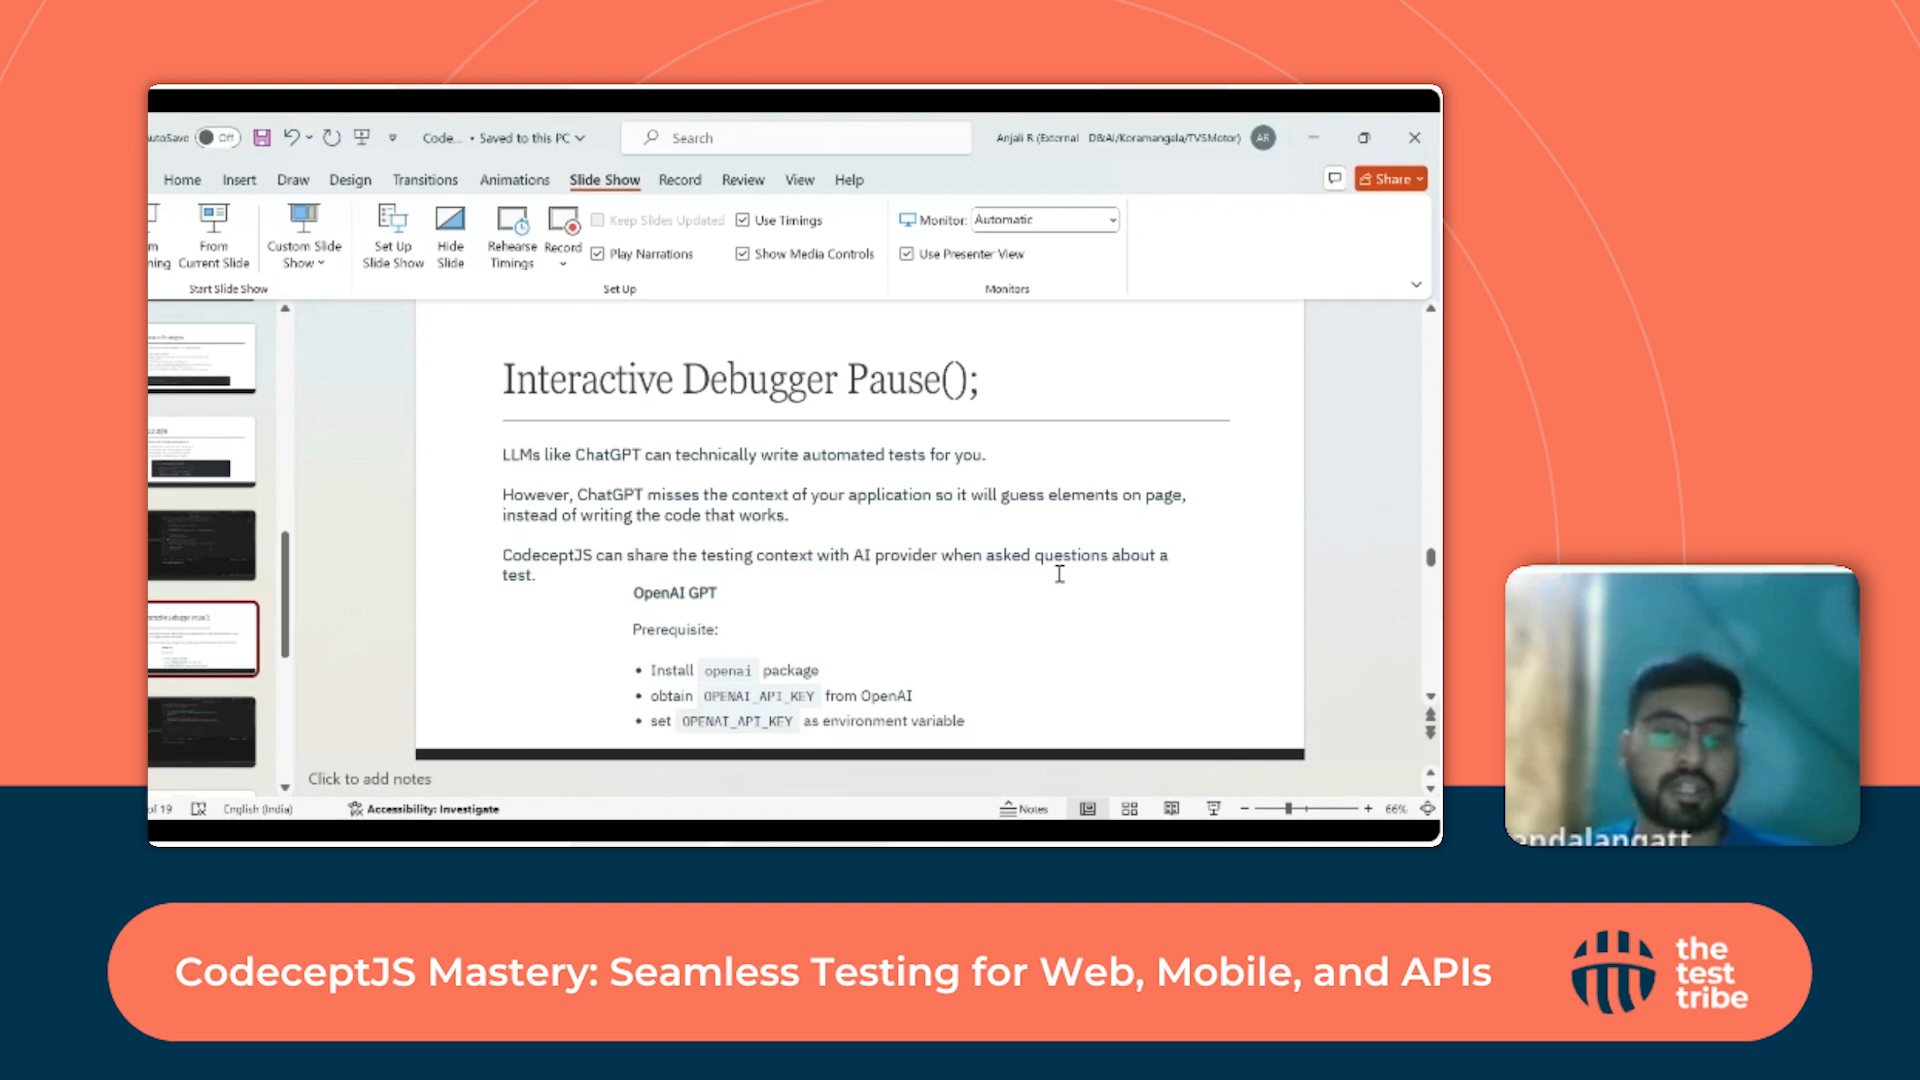 AutoSave Off Code... • Saved to this PC Search Anjali R (External D&AI/Koramangala/TVSMotor) AR
Home Insert Draw Design Transitions Animations Slide Show Record Review View Help Share
From
Current Slide
Custom Slide
Show
Set Up
Slide Show
Hide
Slide
Rehearse
Timings
Record
Keep Slides Updated
Use Timings
Play Narrations
Show Media Controls
Monitor: Automatic
Use Presenter View
Start Slide Show Set Up Monitors
Interactive Debugger Pause();
LLMs like ChatGPT can technically write automated tests for you.
However, ChatGPT misses the context of your application so it will guess elements on page,
instead of writing the code that works.
CodeceptJS can share the testing context with AI provider when asked questions about a
test.
OpenAI GPT
Prerequisite:
• Install openai package
• obtain OPENAI_API_KEY from OpenAI
• set OPENAI_API_KEY as environment variable
Click to add notes
of 19 English (India) Accessibility: Investigate Notes 66%
andalangatt
CodeceptJS Mastery: Seamless Testing for Web, Mobile, and APIs
the
test
tribe